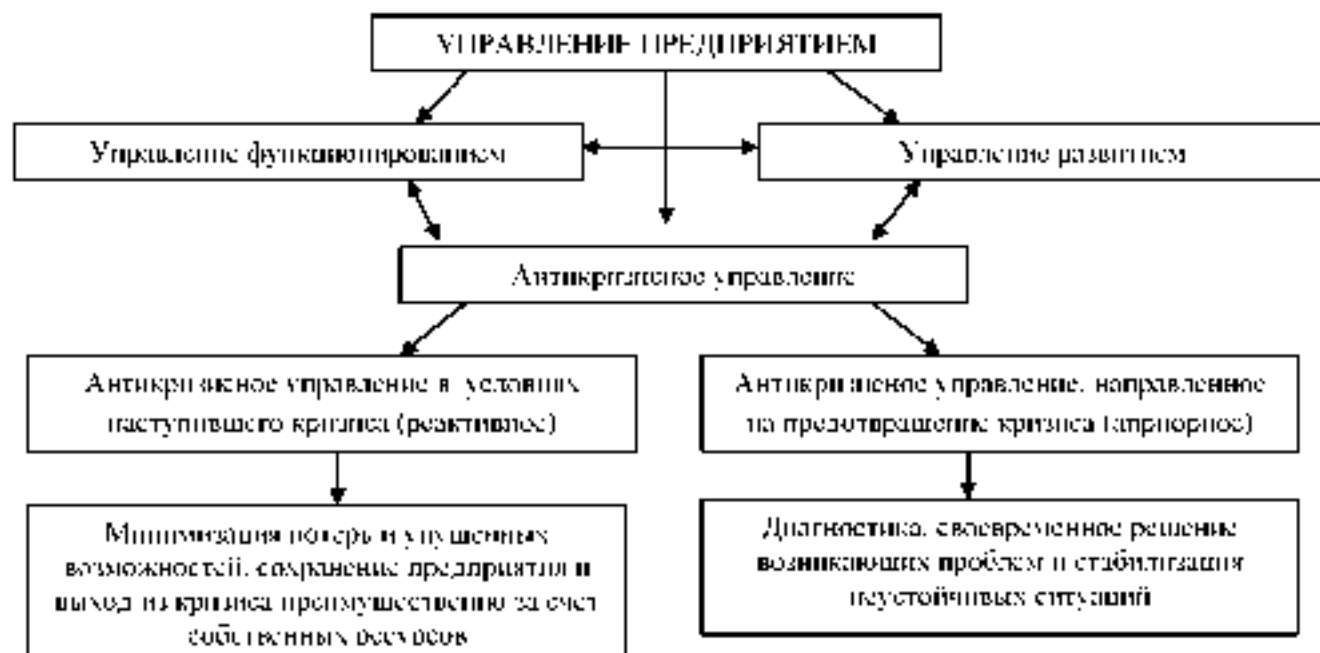 УПРАВЛЕНИЕ ПРЕДПРИЯТИЕМ
Управление функционированием
Управление развитием
Антикризисное управление
Антикризисное управление в условиях
наступившего кризиса (реактивное)
Антикризисное управление, направленное
на предотвращение кризиса (априорное)
Минимизация потерь и упущенных
возможностей, сохранение предприятия и
выход из кризиса преимущественно за счет
собственных ресурсов
Диагностика, своевременное решение
возникающих проблем и стабилизация
неустойчивых ситуаций